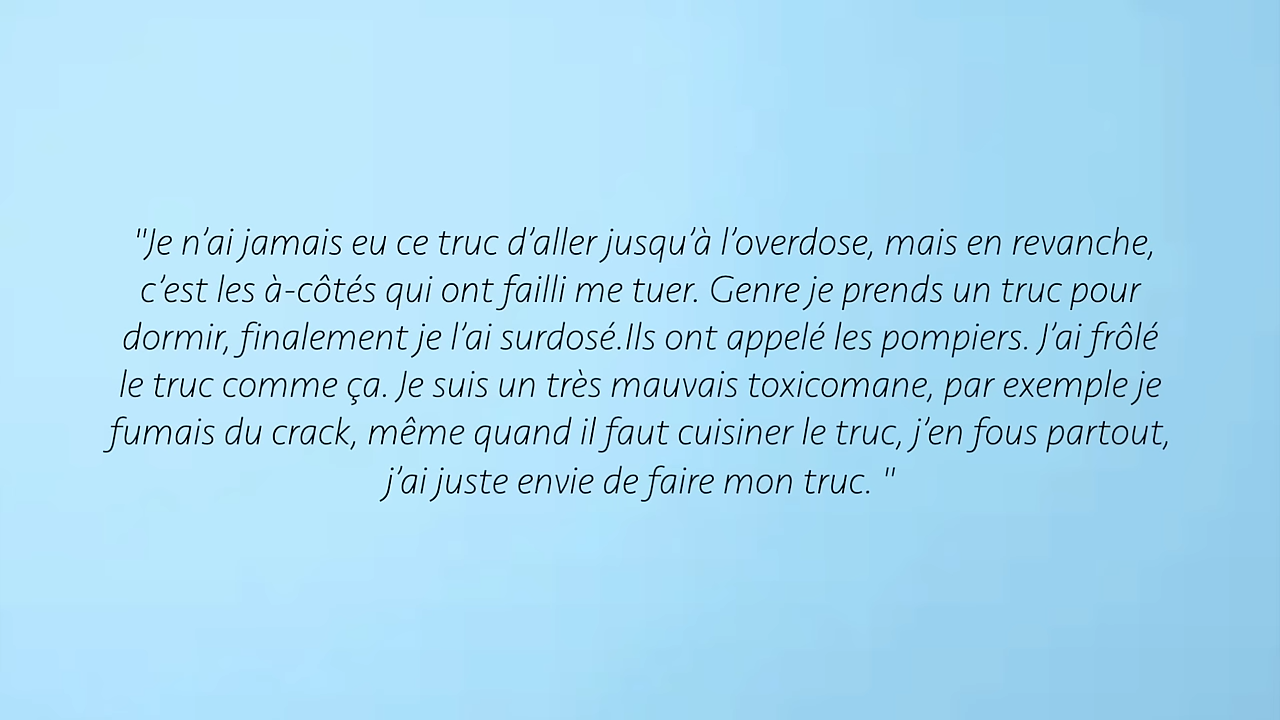 "Je n’ai jamais eu ce truc d’aller jusqu’à l’overdose, mais en revanche,
c’est les à-côtés qui ont failli me tuer. Genre je prends un truc pour
dormir, finalement je l’ai surdosé.Ils ont appelé les pompiers. J’ai frôlé
le truc comme ça. Je suis un très mauvais toxicomane, par exemple je
fumais du crack, même quand il faut cuisiner le truc, j’en fous partout,
j’ai juste envie de faire mon truc. "